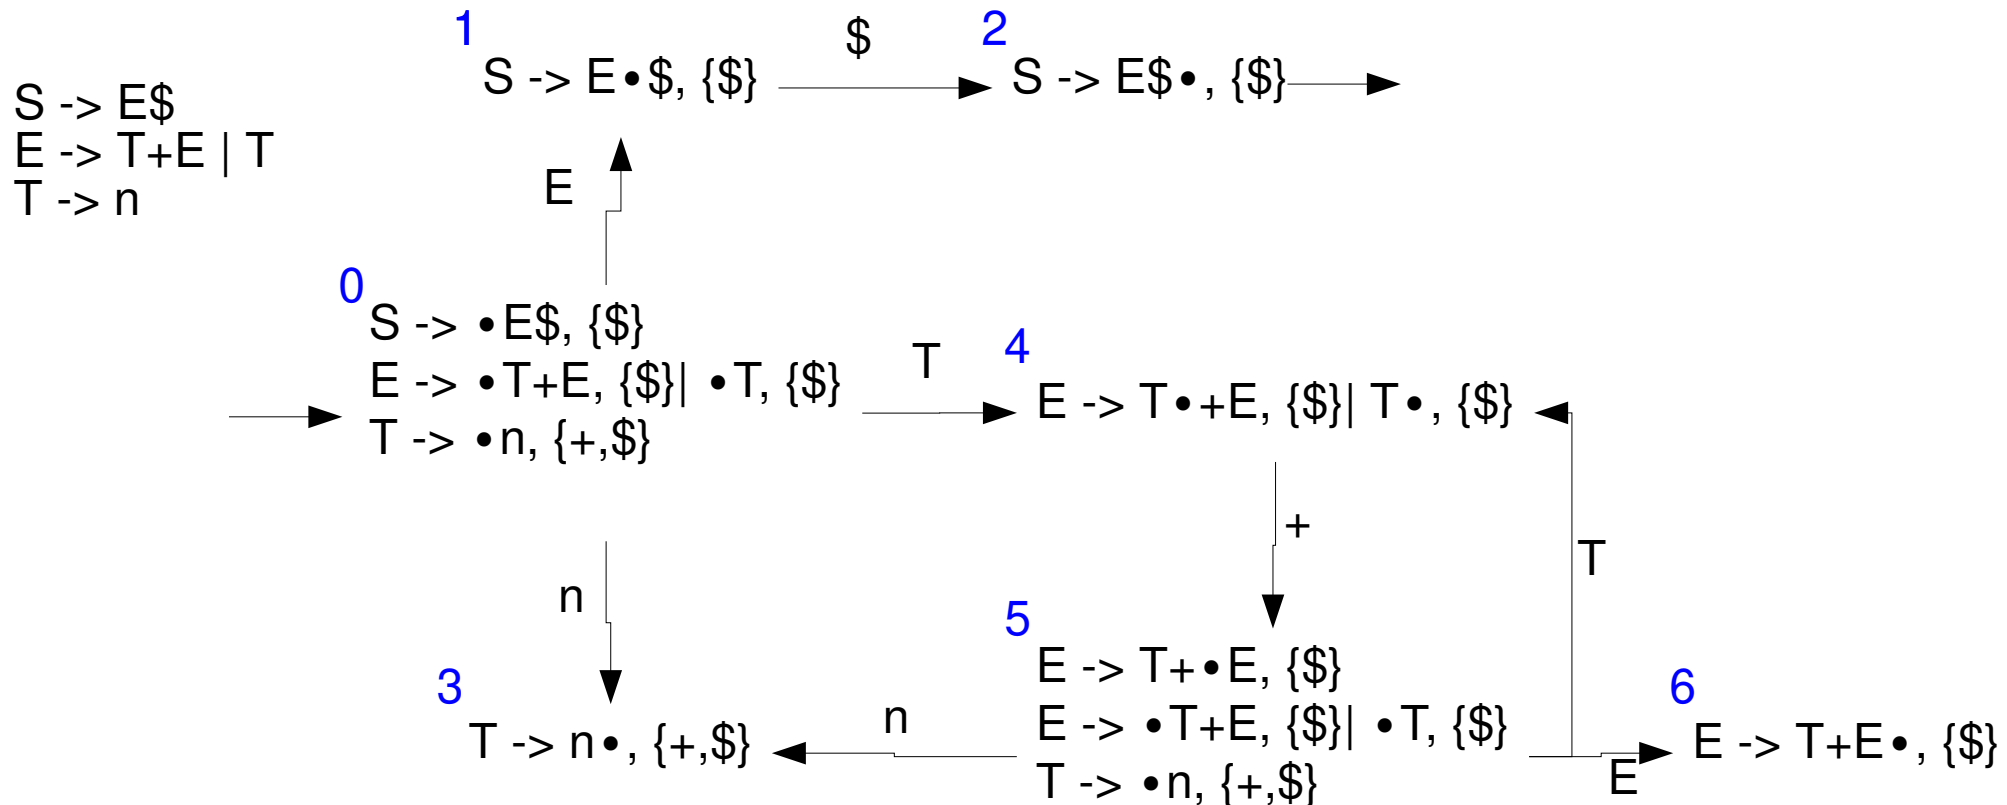 S -> E$
E -> T+E | T
T -> n
1
S -> E•$, {$}
$
2
S -> E$•, {$}
E
0
S -> •E$, {$}
E -> •T+E, {$}| •T, {$}
T -> •n, {+,$}
T
4
E -> T•+E, {$}| T•, {$}
n
+
T
3
T -> n•, {+,$}
n
5
E -> T+•E, {$}
E -> •T+E, {$}| •T, {$}
T -> •n, {+,$}
E
6
E -> T+E•, {$}